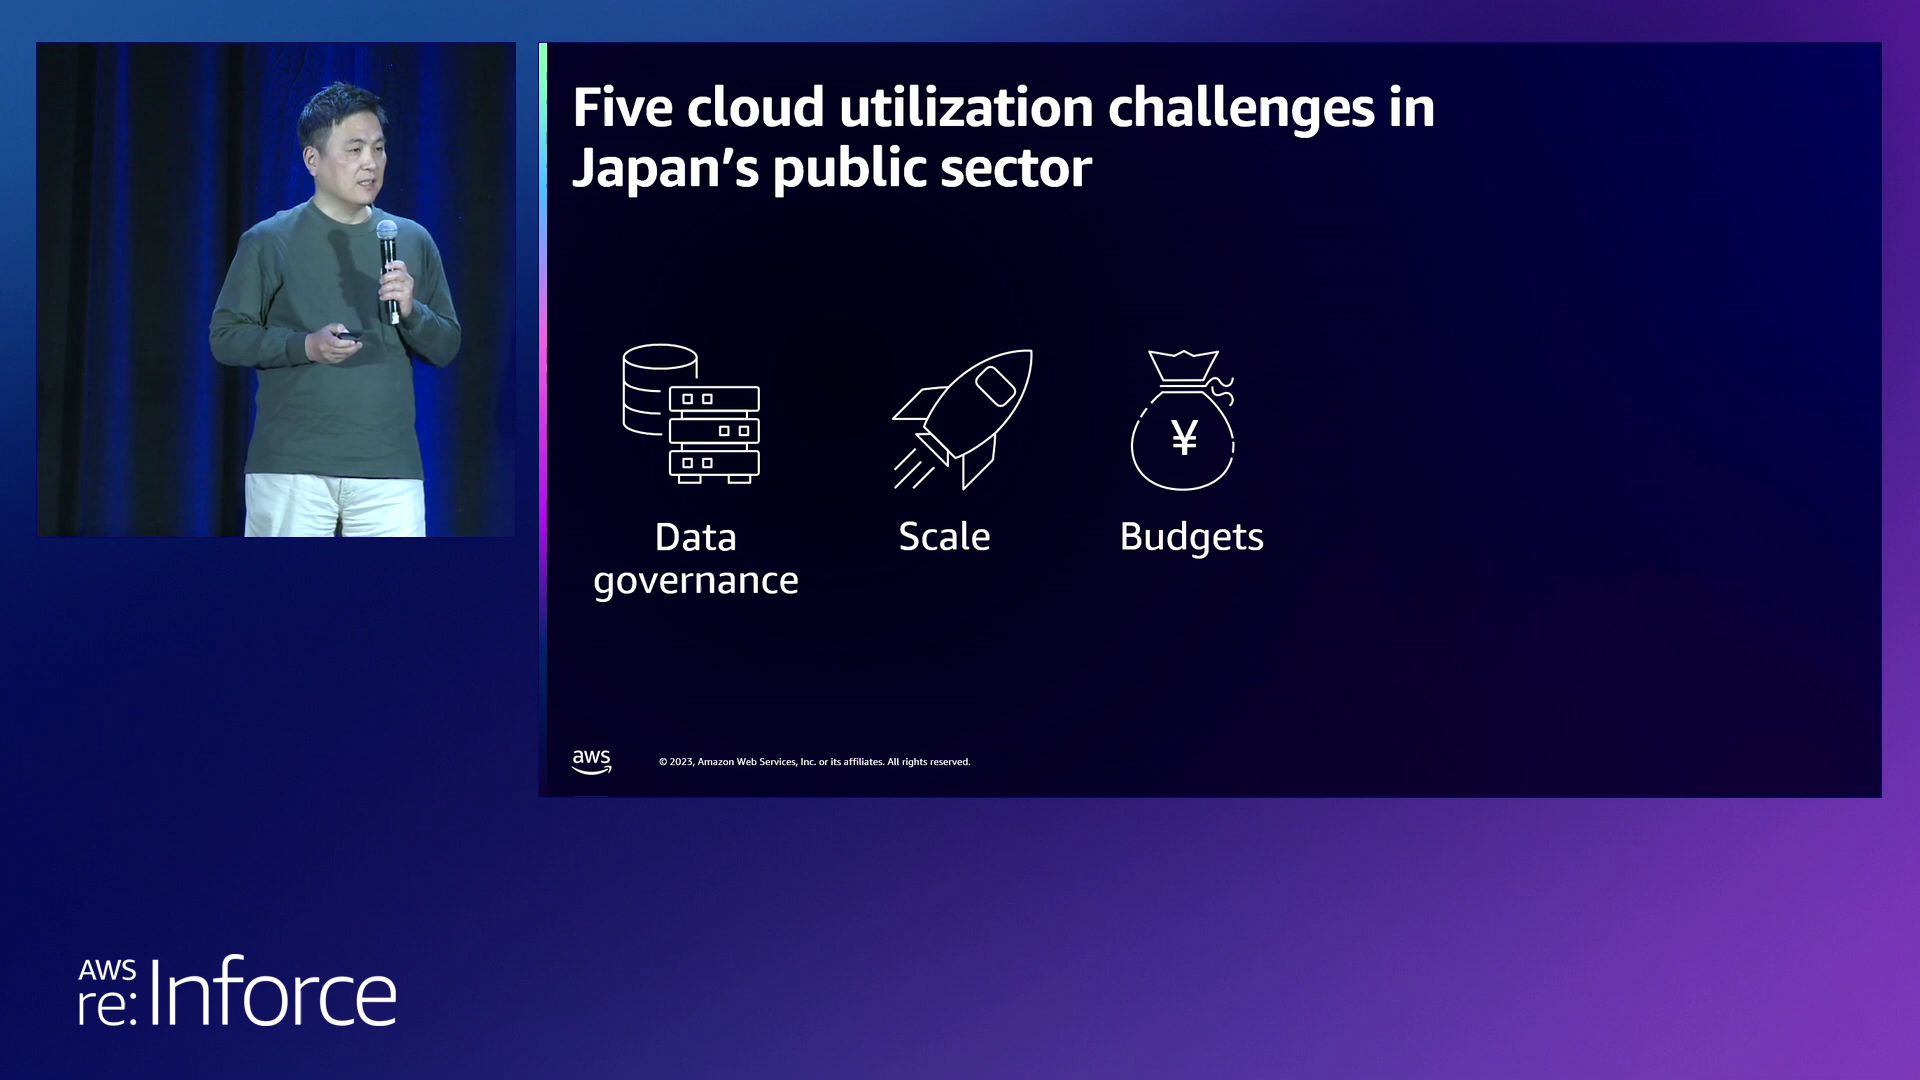 Five cloud utilization challenges in
Japan’s public sector
Data
governance
Scale
¥
Budgets
aws
© 2023, Amazon Web Services, Inc. or its affiliates. All rights reserved.
AWS
re:Inforce